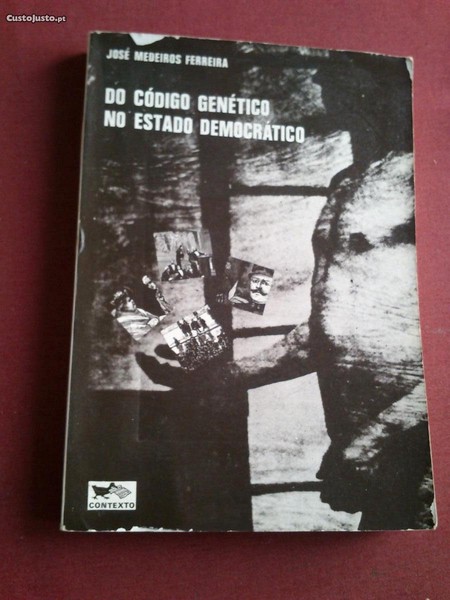 CustoJusto.pt
JOSÉ MEDEIROS FERREIRA
DO CÓDIGO GENÉTICO
NO ESTADO DEMOCRÁTICO
CONTEXTO